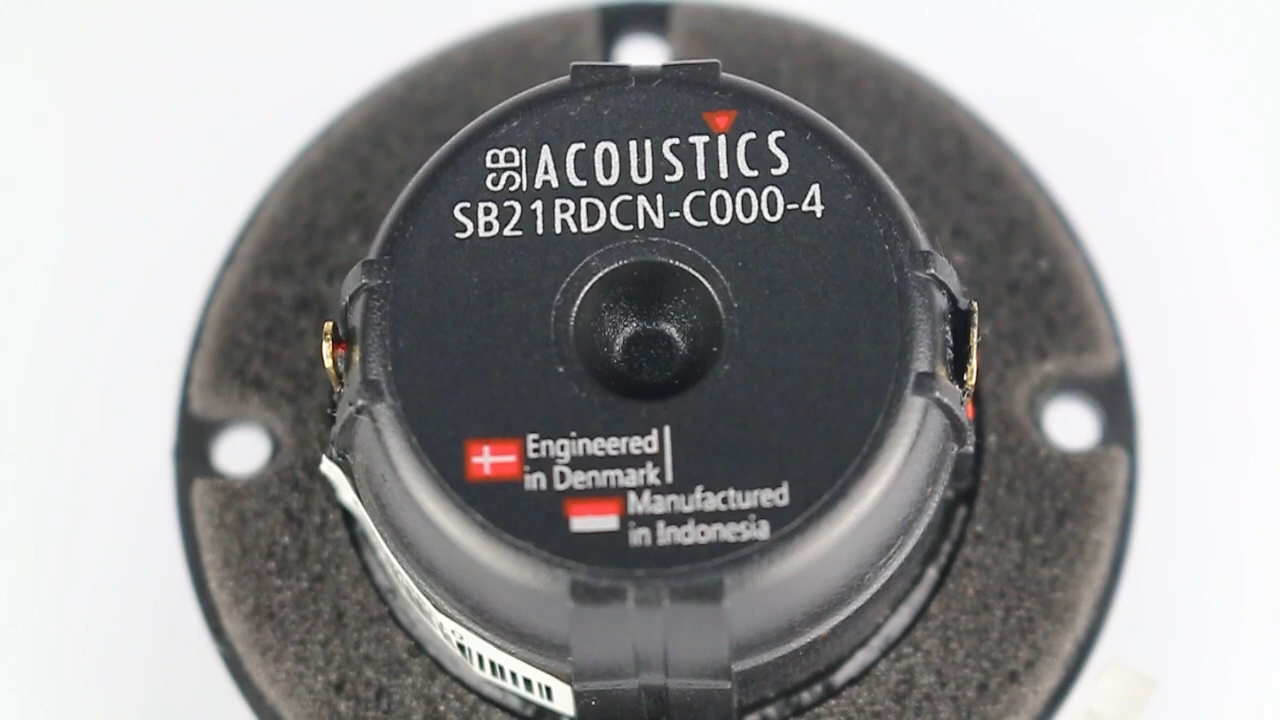 SB ACOUSTICS
SB21RDCN-C000-4
Engineered
in Denmark
Manufactured
in Indonesia